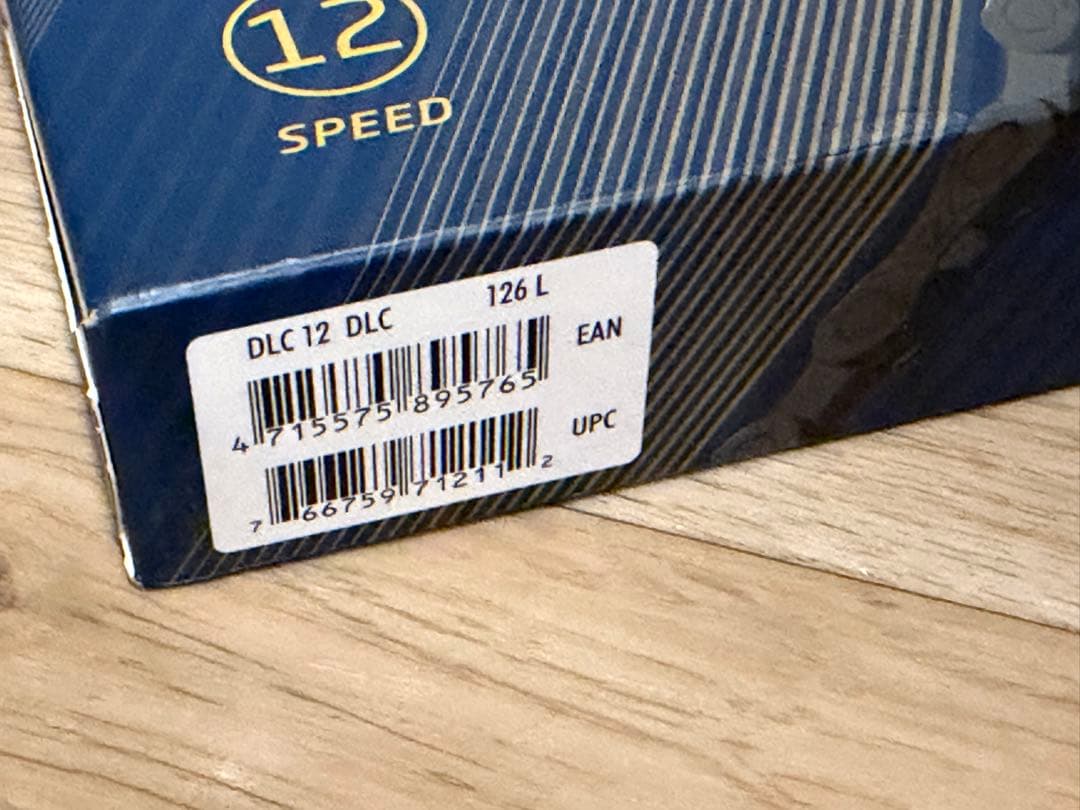 12
SPEED
DLC 12 DLC 126 L
4 715575 895765 EAN
7 66759 71211 2 UPC